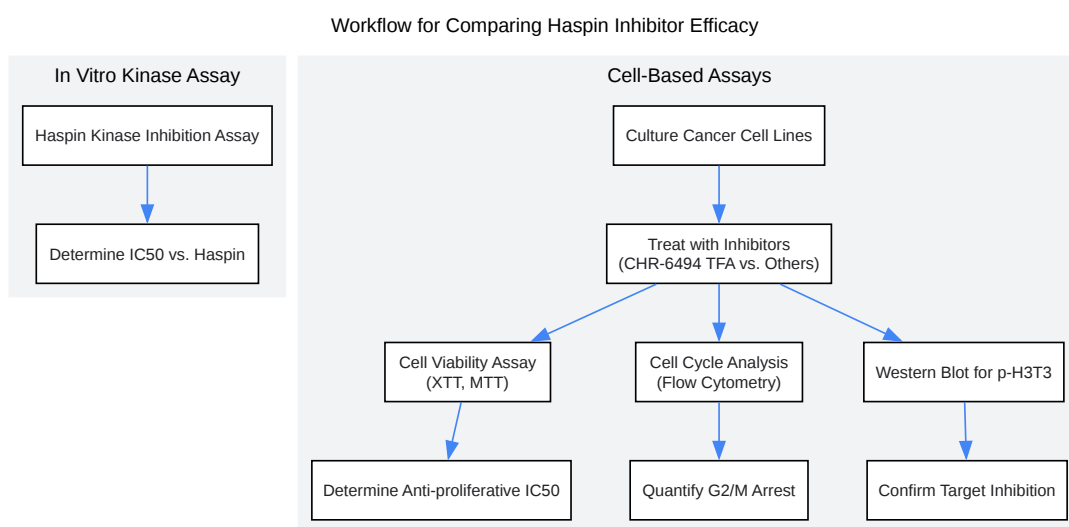 Workflow for Comparing Haspin Inhibitor Efficacy
In Vitro Kinase Assay
Haspin Kinase Inhibition Assay
Determine IC50 vs. Haspin
Cell-Based Assays
Culture Cancer Cell Lines
Treat with Inhibitors
(CHR-6494 TFA vs. Others)
Cell Viability Assay
(XTT, MTT)
Cell Cycle Analysis
(Flow Cytometry)
Western Blot for p-H3T3
Determine Anti-proliferative IC50
Quantify G2/M Arrest
Confirm Target Inhibition